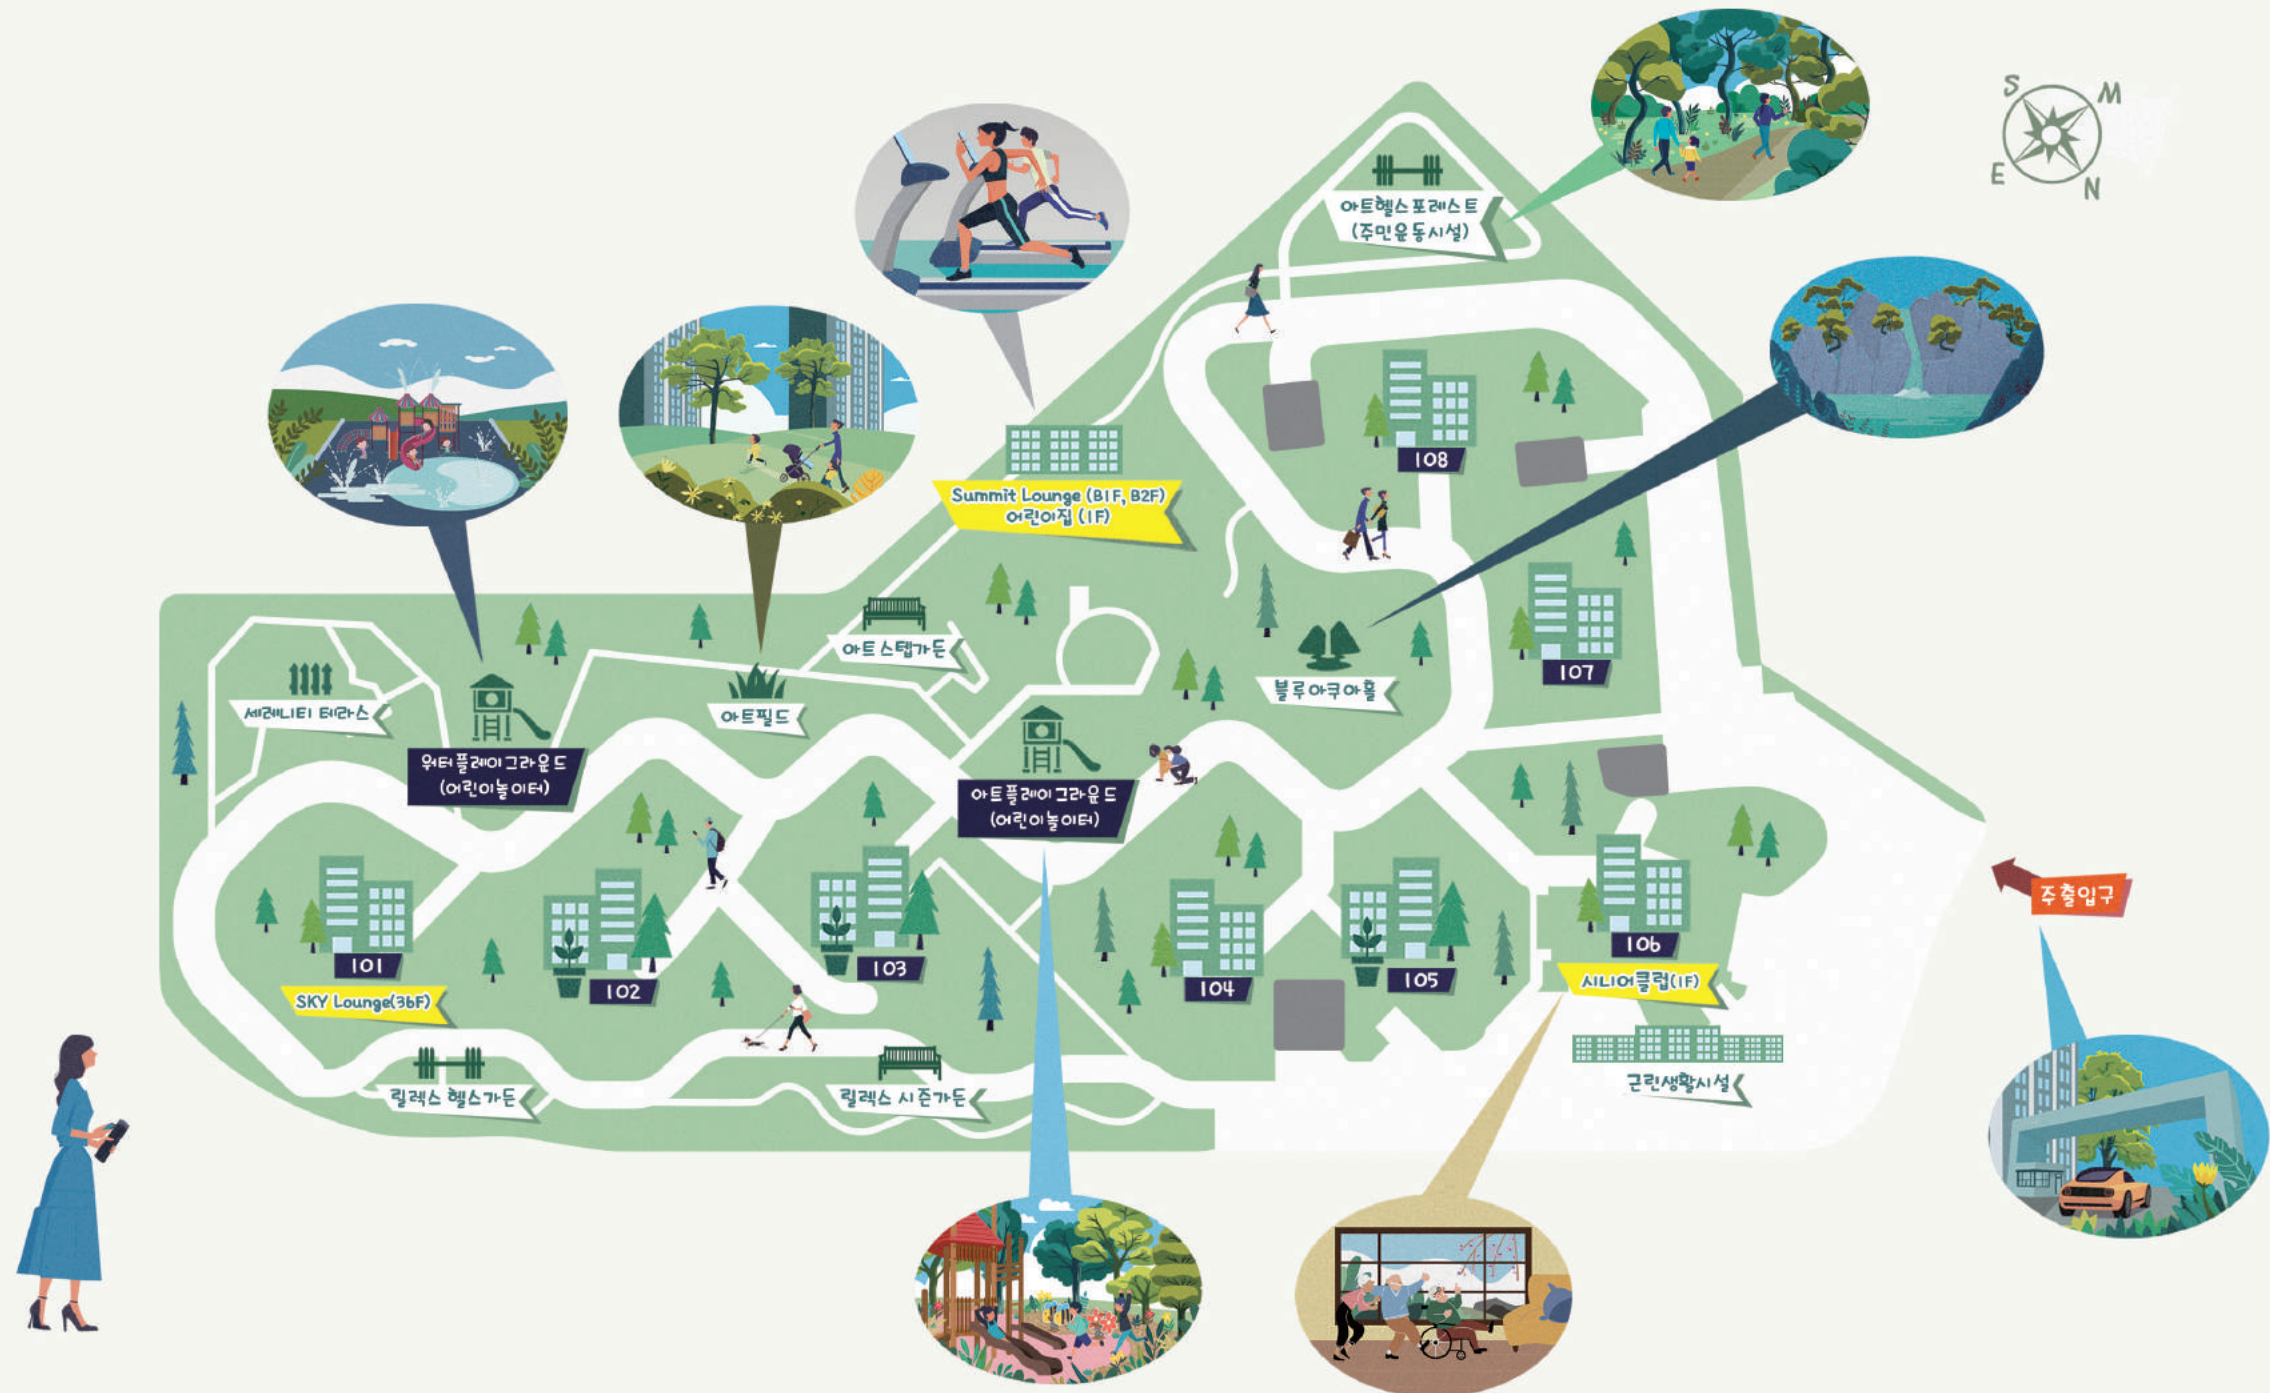 S
M
E
N
아트헬스포레스트
(주민운동시설)
108
Summit Lounge (B1F, B2F)
어린이집 (1F)
107
아트스텝가든
블루아쿠아홀
세레니티 테라스
아트필드
워터플레이그라운드
(어린이놀이터)
아트플레이그라운드
(어린이놀이터)
주출입구
101
SKY Lounge(36F)
102
103
104
105
106
시니어클럽(1F)
근린생활시설
릴렉스 헬스가든
릴렉스 시즌가든